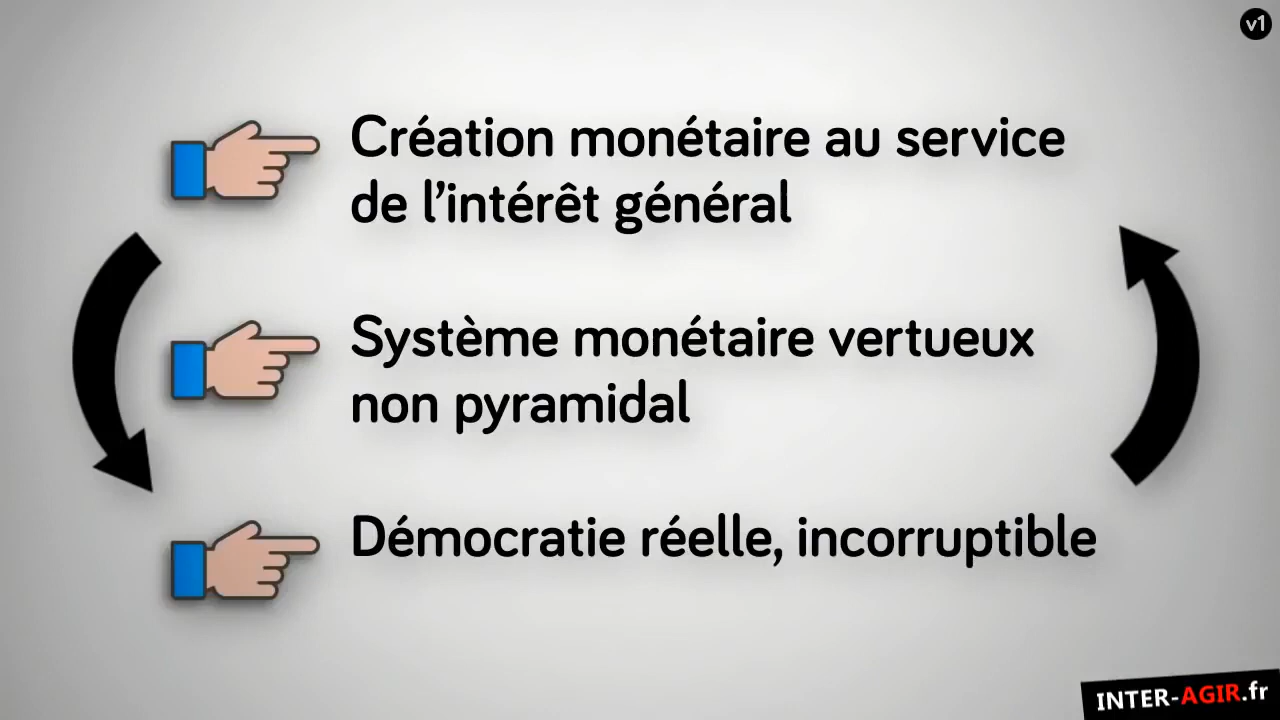 v1
Création monétaire au service
de l’intérêt général
Système monétaire vertueux
non pyramidal
Démocratie réelle, incorruptible
INTER-AGIR.fr